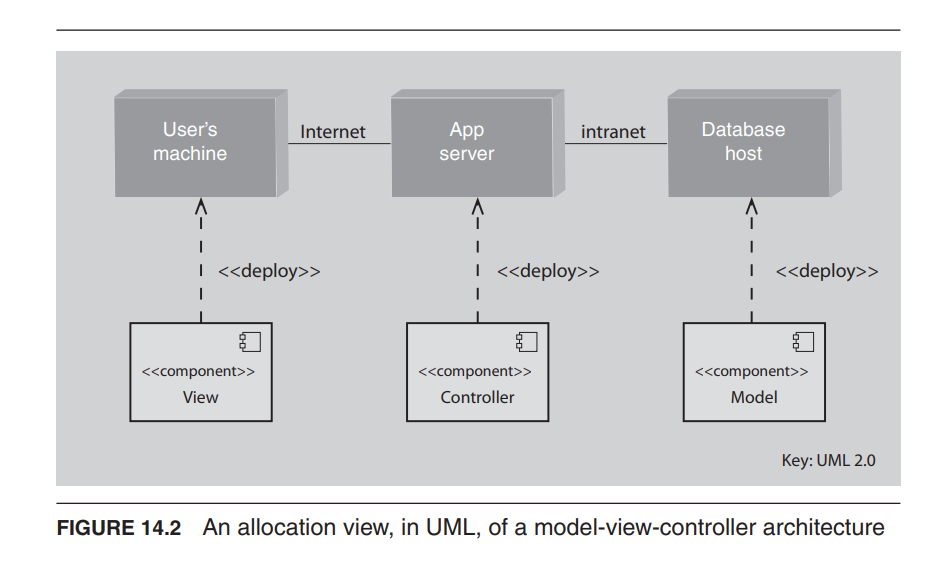 User's
machine
Internet
App
server
intranet
Database
host
<<deploy>>
<<deploy>>
<<deploy>>
<<component>>
View
<<component>>
Controller
<<component>>
Model
Key: UML 2.0
FIGURE 14.2 An allocation view, in UML, of a model-view-controller architecture